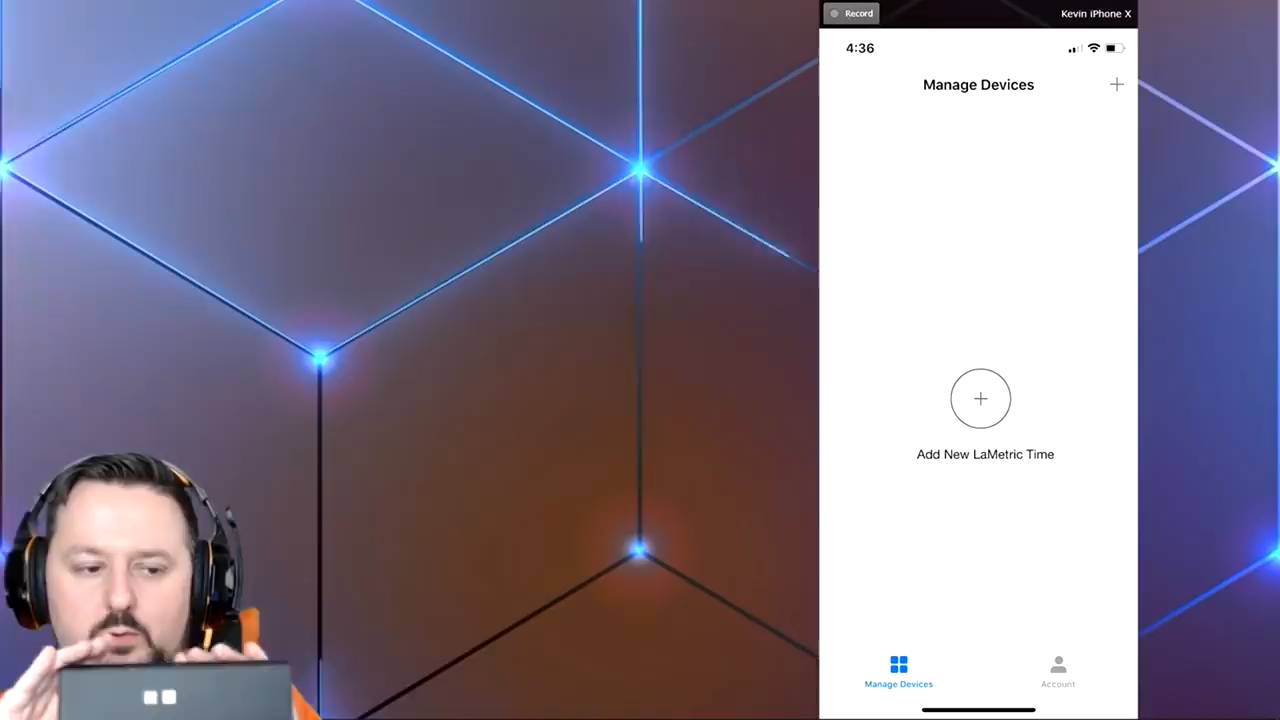 Record
Kevin iPhone X
4:36
Manage Devices
Add New LaMetric Time
Manage Devices
Account